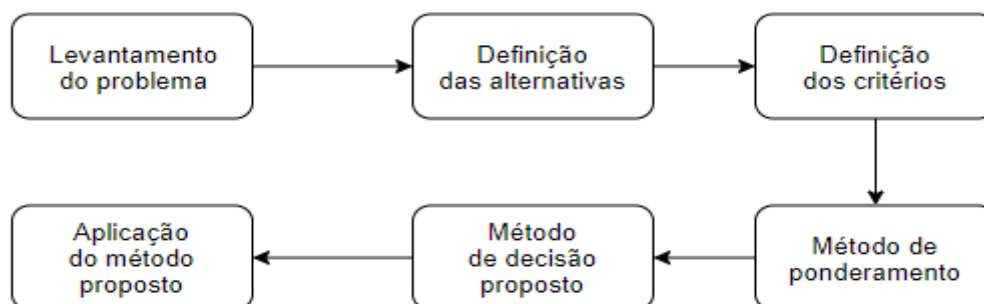 Levantamento
do problema
Definição
das alternativas
Definição
dos critérios
Método de
ponderamento
Método
de decisão
proposto
Aplicação
do método
proposto